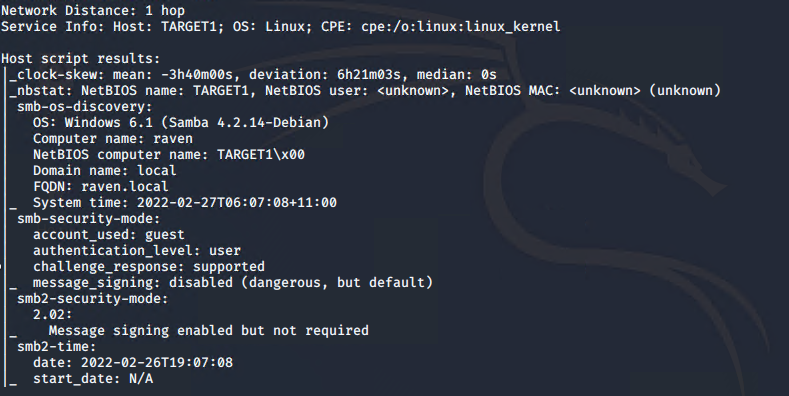 Network Distance: 1 hop
Service Info: Host: TARGET1; OS: Linux; CPE: cpe:/o:linux:linux_kernel

Host script results:
|_clock-skew: mean: -3h40m00s, deviation: 6h21m03s, median: 0s
|_nbstat: NetBIOS name: TARGET1, NetBIOS user: <unknown>, NetBIOS MAC: <unknown> (unknown)
| smb-os-discovery:
|   OS: Windows 6.1 (Samba 4.2.14-Debian)
|   Computer name: raven
|   NetBIOS computer name: TARGET1\x00
|   Domain name: local
|   FQDN: raven.local
|_  System time: 2022-02-27T06:07:08+11:00
| smb-security-mode:
|   account_used: guest
|   authentication_level: user
|   challenge_response: supported
|_  message_signing: disabled (dangerous, but default)
| smb2-security-mode:
|   2.02:
|_    Message signing enabled but not required
| smb2-time:
|   date: 2022-02-26T19:07:08
|_  start_date: N/A